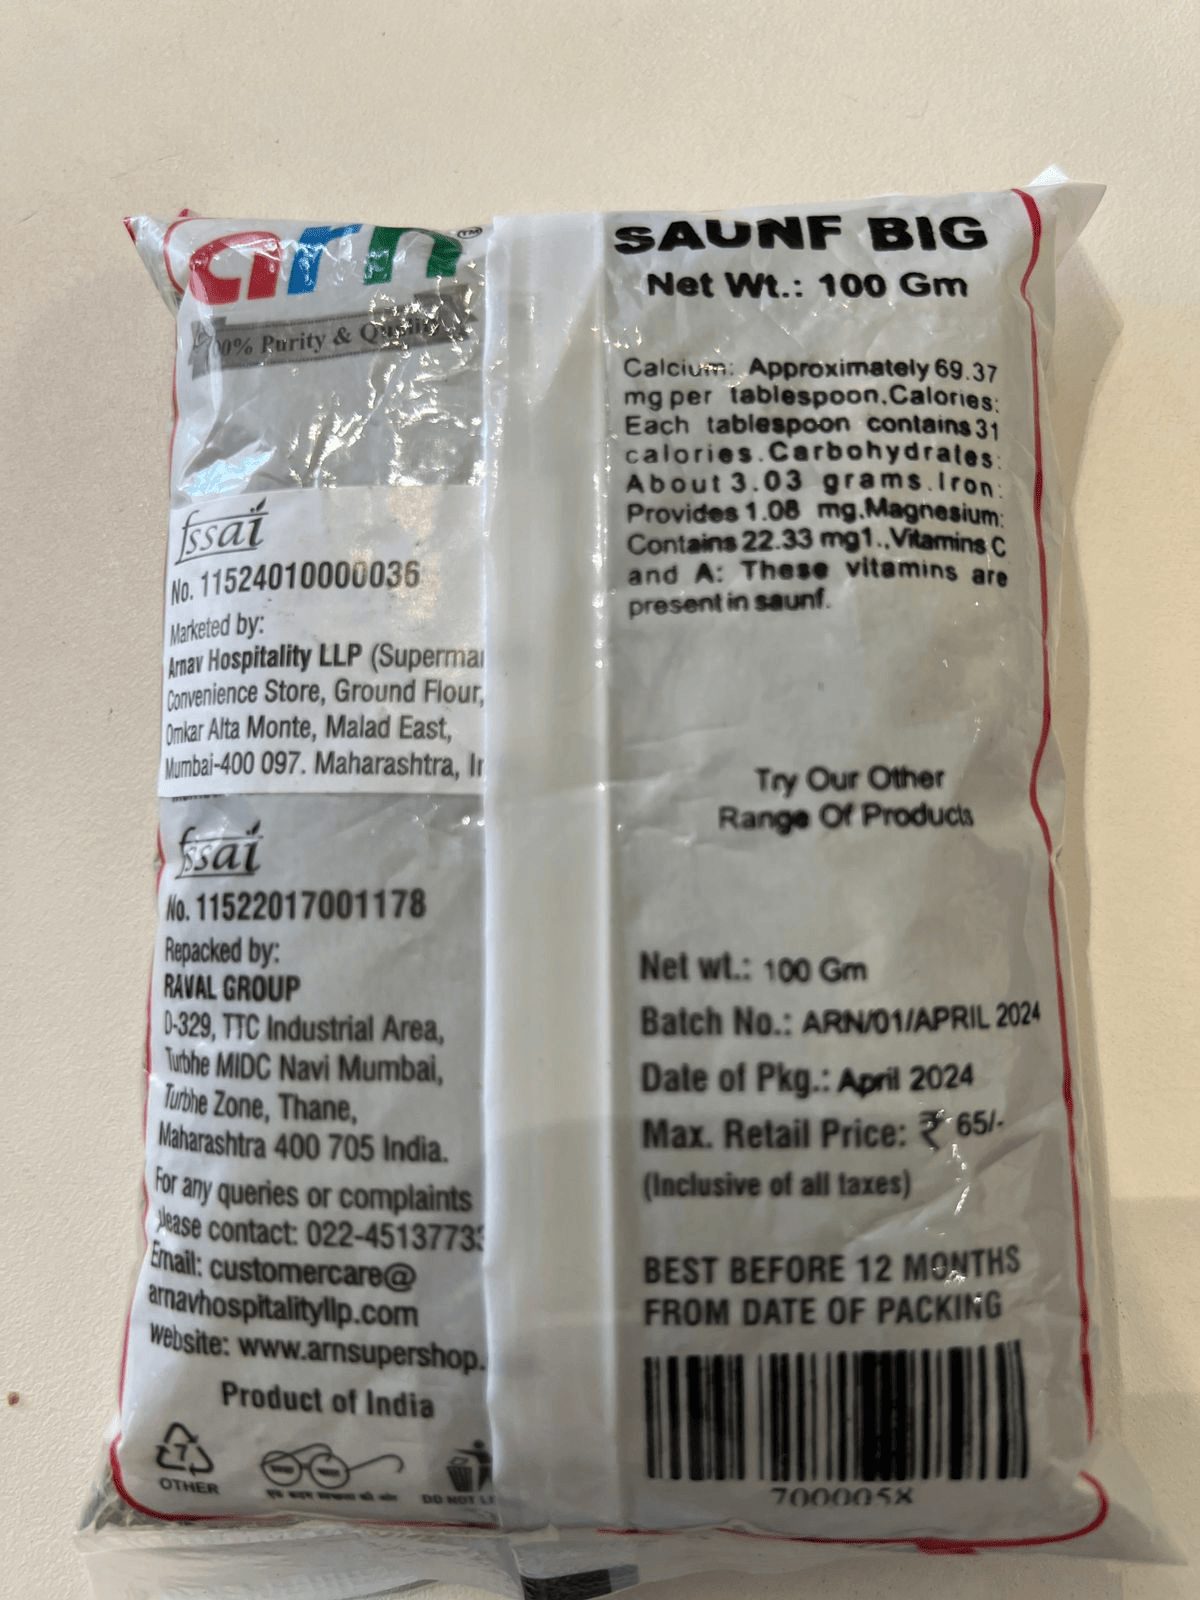 arn TM
100% Purity & Quality
fssai
No. 11524010000036
Marketed by:
Arnav Hospitality LLP
Convenience Store, Ground Flour,
Omkar Alta Monte, Malad East,
Mumbai-400 097. Maharashtra,
fssai
No. 11522017001178
Repacked by:
RAVAL GROUP
D-329, TTC Industrial Area,
Turbhe MIDC Navi Mumbai,
Turbhe Zone, Thane,
Maharashtra 400 705 India.
For any queries or complaints
please contact: 022-45137733
Email: customercare@
arnavhospitalityllp.com
website: www.arnsupershop.
Product of India
7
OTHER
DO NOT
SAUNF BIG
Net Wt.: 100 Gm
Calcium: Approximately 69.37
mg per tablespoon.Calories:
Each tablespoon contains 31
calories.Carbohydrates:
About 3.03 grams.Iron:
Provides 1.08 mg.Magnesium:
Contains 22.33 mg1.,Vitamins C
and A: These vitamins are
present in saunf.
Try Our Other
Range Of Products
Net wt.: 100 Gm
Batch No.: ARN/01/APRIL 2024
Date of Pkg.: April 2024
Max. Retail Price: ₹ 65/-
(Inclusive of all taxes)
BEST BEFORE 12 MONTHS
FROM DATE OF PACKING